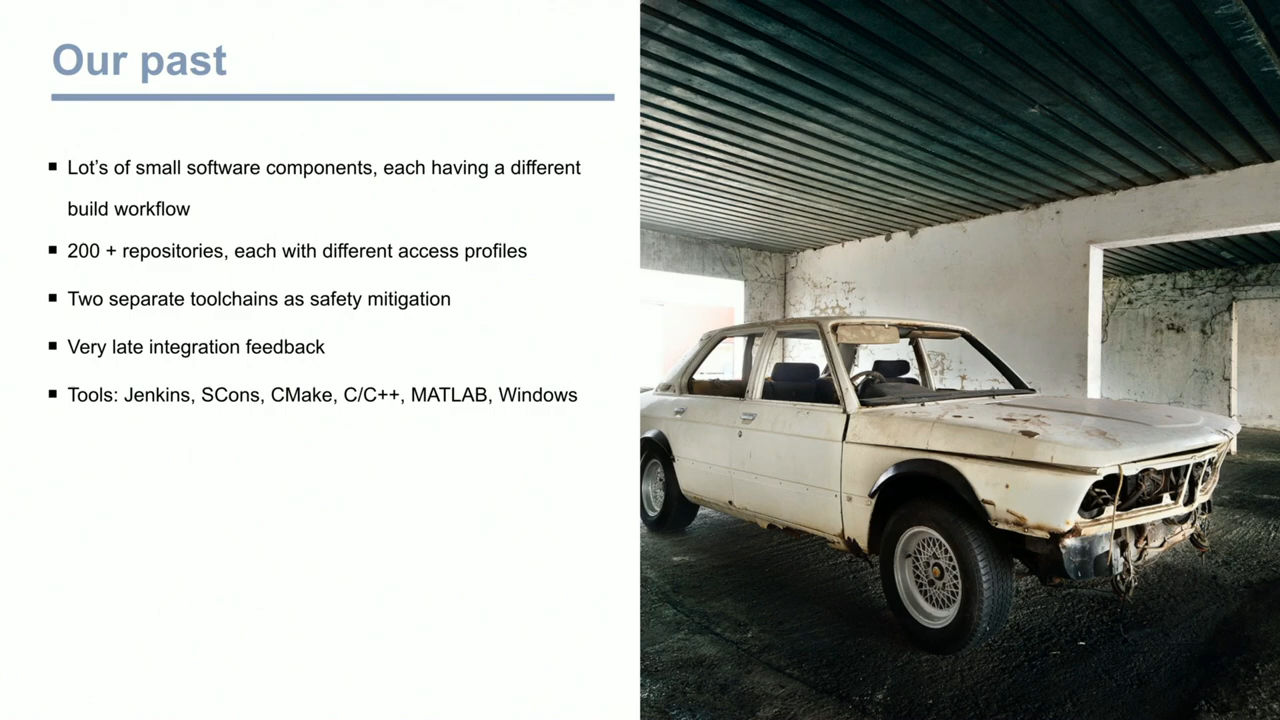 Our past
▪ Lot's of small software components, each having a different
build workflow
▪ 200 + repositories, each with different access profiles
▪ Two separate toolchains as safety mitigation
▪ Very late integration feedback
▪ Tools: Jenkins, SCons, CMake, C/C++, MATLAB, Windows